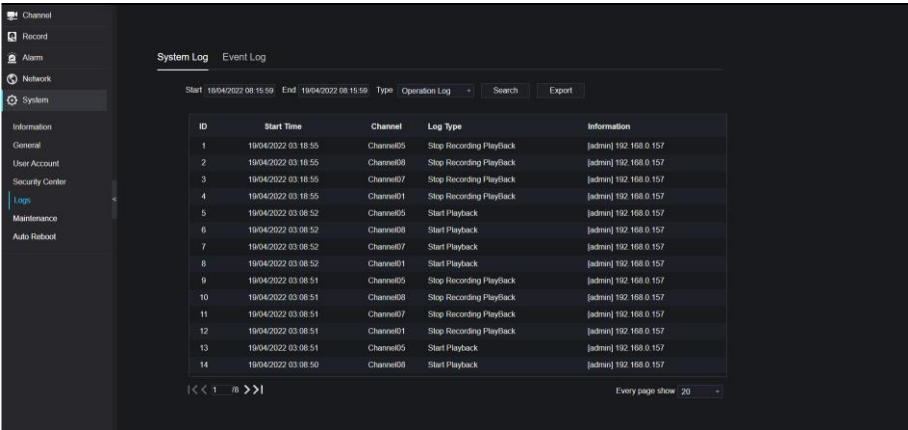 Channel
Record
Alarm
Network
System
Information
General
User Account
Security Center
Logs
Maintenance
Auto Reboot
System Log Event Log
Start 18/04/2022 08:15:59 End 19/04/2022 08:15:59 Type Operation Log Search Export
ID Start Time Channel Log Type Information
1 19/04/2022 03:18:55 Channel05 Stop Recording PlayBack [admin] 192.168.0.157
2 19/04/2022 03:18:55 Channel08 Stop Recording PlayBack [admin] 192.168.0.157
3 19/04/2022 03:18:55 Channel07 Stop Recording PlayBack [admin] 192.168.0.157
4 19/04/2022 03:18:55 Channel01 Stop Recording PlayBack [admin] 192.168.0.157
5 19/04/2022 03:08:52 Channel05 Start Playback [admin] 192.168.0.157
6 19/04/2022 03:08:52 Channel08 Start Playback [admin] 192.168.0.157
7 19/04/2022 03:08:52 Channel07 Start Playback [admin] 192.168.0.157
8 19/04/2022 03:08:52 Channel01 Start Playback [admin] 192.168.0.157
9 19/04/2022 03:08:51 Channel05 Stop Recording PlayBack [admin] 192.168.0.157
10 19/04/2022 03:08:51 Channel08 Stop Recording PlayBack [admin] 192.168.0.157
11 19/04/2022 03:08:51 Channel07 Stop Recording PlayBack [admin] 192.168.0.157
12 19/04/2022 03:08:51 Channel01 Stop Recording PlayBack [admin] 192.168.0.157
13 19/04/2022 03:08:51 Channel05 Start Playback [admin] 192.168.0.157
14 19/04/2022 03:08:50 Channel08 Start Playback [admin] 192.168.0.157
1 /8 Every page show 20